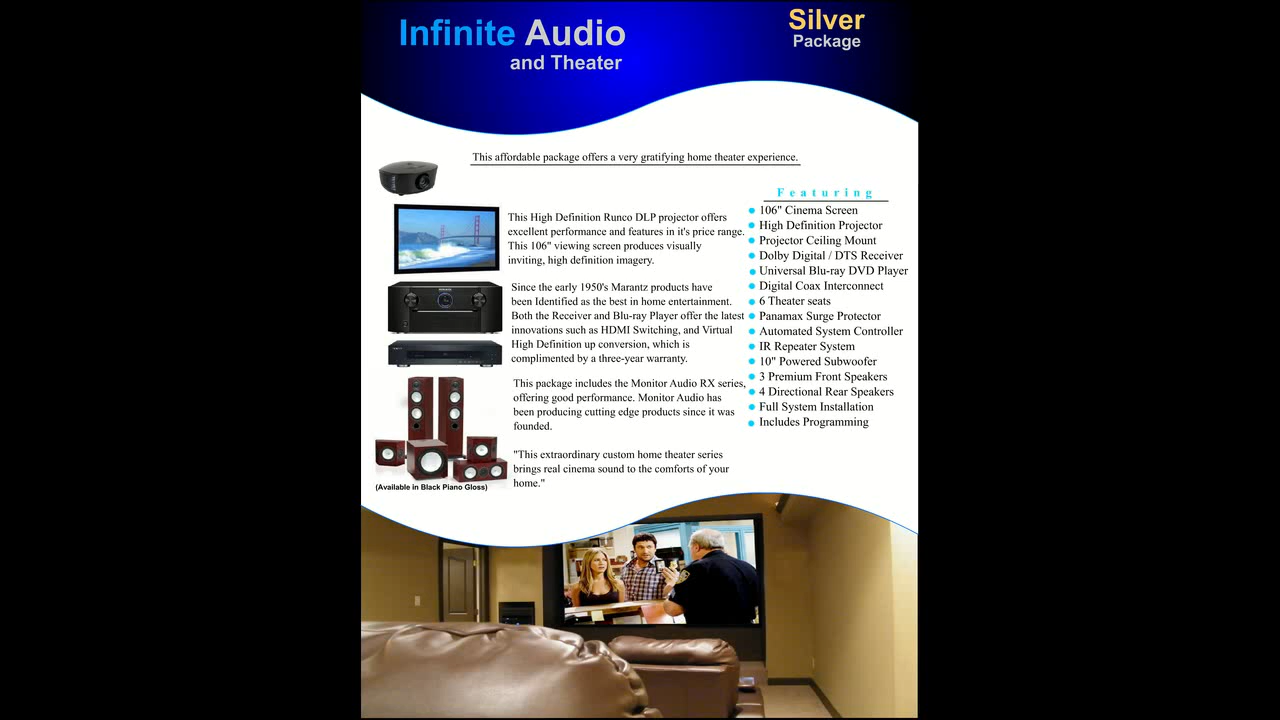 Infinite Audio
and Theater
Silver
Package
This affordable package offers a very gratifying home theater experience.
This High Definition Runco DLP projector offers
excellent performance and features in it's price range.
This 106" viewing screen produces visually
inviting, high definition imagery.
Since the early 1950's Marantz products have
been Identified as the best in home entertainment.
Both the Receiver and Blu-ray Player offer the latest
innovations such as HDMI Switching, and Virtual
High Definition up conversion, which is
complimented by a three-year warranty.
This package includes the Monitor Audio RX series,
offering good performance. Monitor Audio has
been producing cutting edge products since it was
founded.
"This extraordinary custom home theater series
brings real cinema sound to the comforts of your
home."
(Available in Black Piano Gloss)
Featuring
106" Cinema Screen
High Definition Projector
Projector Ceiling Mount
Dolby Digital / DTS Receiver
Universal Blu-ray DVD Player
Digital Coax Interconnect
6 Theater seats
Panamax Surge Protector
Automated System Controller
IR Repeater System
10" Powered Subwoofer
3 Premium Front Speakers
4 Directional Rear Speakers
Full System Installation
Includes Programming